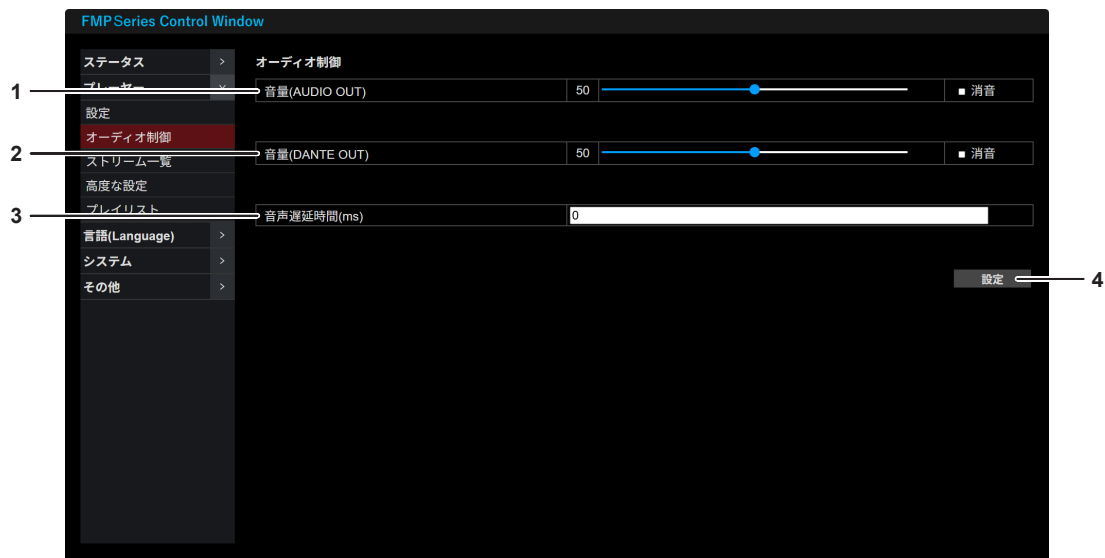 FMPSeries Control Window
ステータス >
オーディオ制御
1
プレーヤー
音量(AUDIO OUT) 50 消音
設定
オーディオ制御
2
音量(DANTE OUT) 50 消音
ストリーム一覧
高度な設定
3
プレイリスト
音声遅延時間(ms) 0
言語(Language) >
システム >
設定 4
その他 >